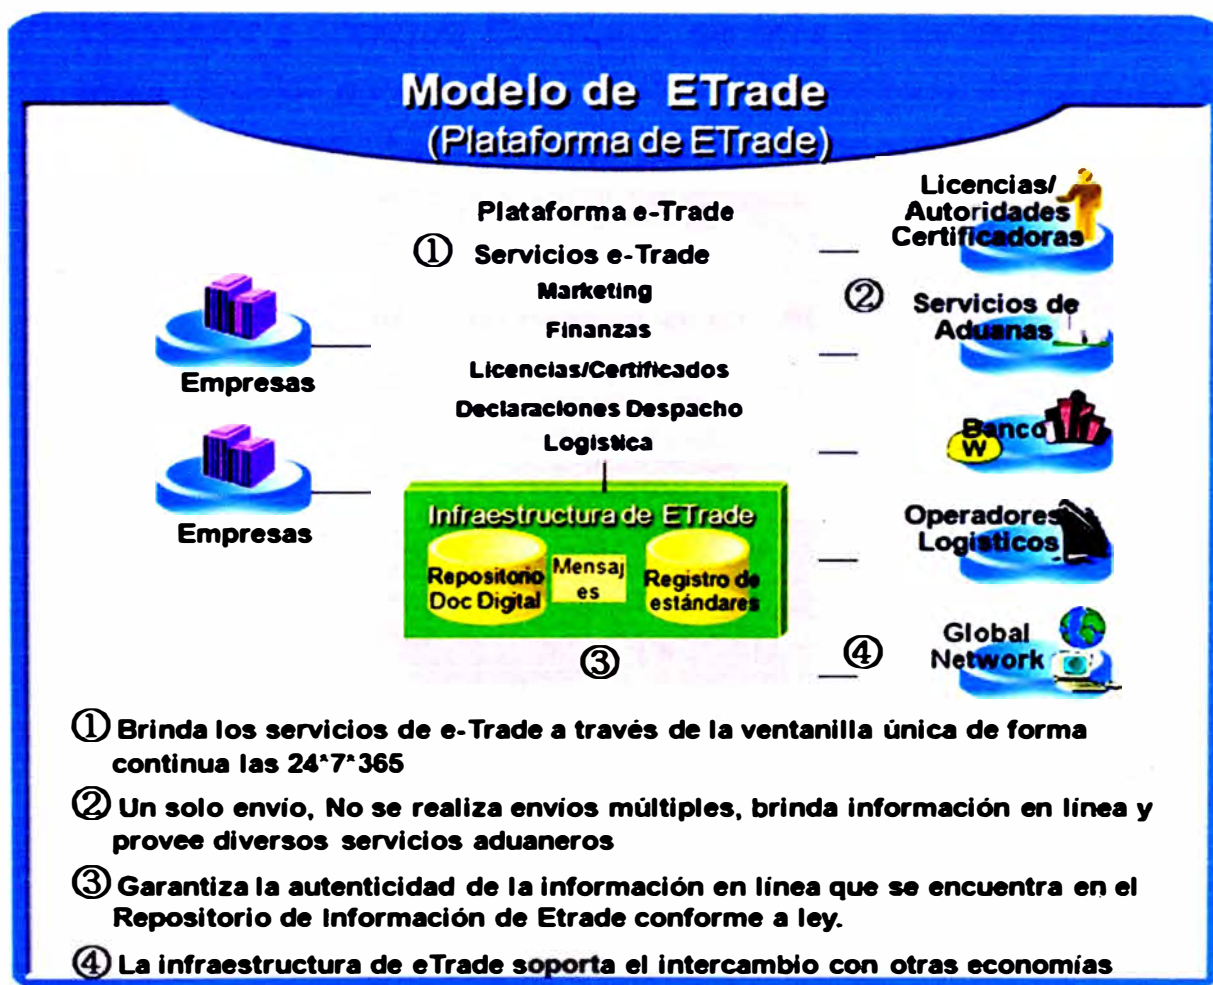 Modelo de ETrade
(Plataforma de ETrade)
Plataforma e-Trade
① Servicios e-Trade
Marketing
Finanzas
Licencias/Certificados
Declaraciones Despacho
Logistica
Empresas
Empresas
Infraestructura de ETrade
Repositorio
Doc Digital
Mensaj
es
Registro de
estándares
③
Licencias/
Autoridades
Certificadoras
②
Servicios de
Aduanas
Banco
W
Operadores
Logisticos
④
Global
Network
① Brinda los servicios de e-Trade a través de la ventanilla única de forma
continua las 24*7*365
② Un solo envío, No se realiza envíos múltiples, brinda información en línea y
provee diversos servicios aduaneros
③ Garantiza la autenticidad de la información en línea que se encuentra en el
Repositorio de Información de Etrade conforme a ley.
④ La infraestructura de eTrade soporta el intercambio con otras economías